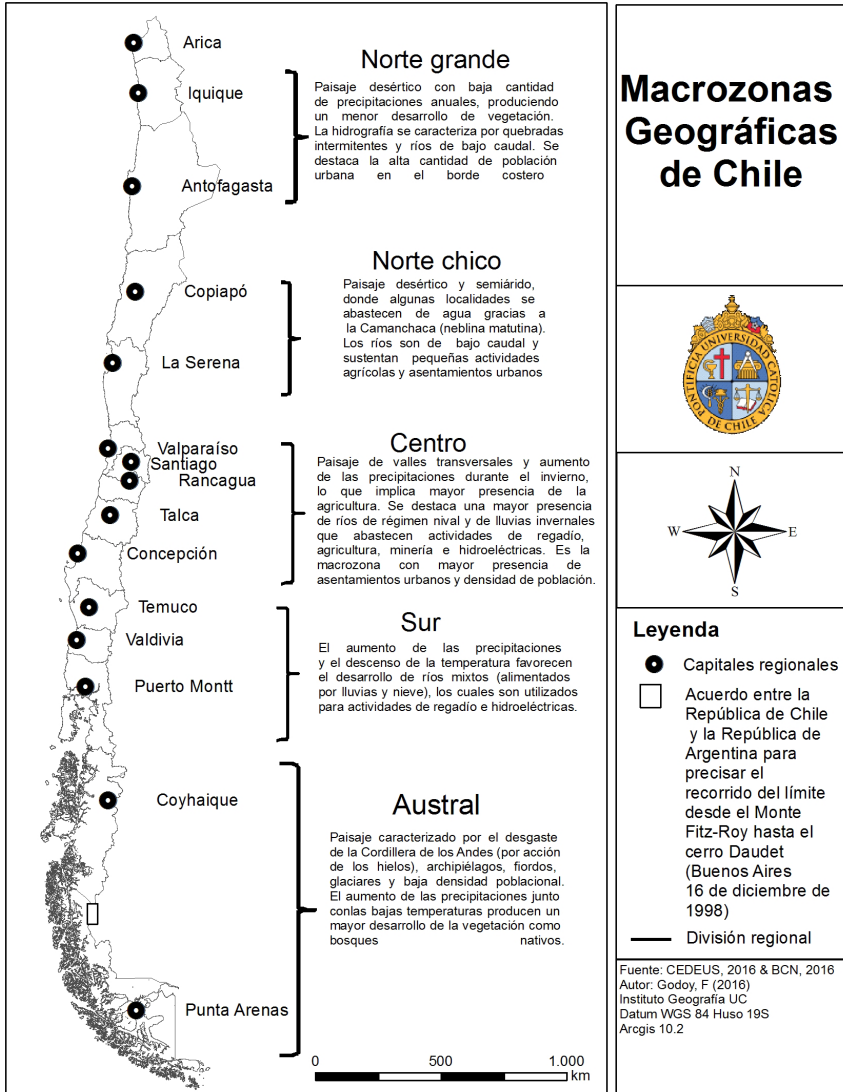 Arica
Iquique
Antofagasta
Copiapó
La Serena
Valparaíso
Santiago
Rancagua
Talca
Concepción
Temuco
Valdivia
Puerto Montt
Coyhaique
Punta Arenas
Norte grande
Paisaje desértico con baja cantidad
de precipitaciones anuales, produciendo
un menor desarrollo de vegetación.
La hidrografía se caracteriza por quebradas
intermitentes y ríos de bajo caudal. Se
destaca la alta cantidad de población
urbana en el borde costero
Norte chico
Paisaje desértico y semiárido,
donde algunas localidades se
abastecen de agua gracias a
la Camanchaca (neblina matutina).
Los ríos son de bajo caudal y
sustentan pequeñas actividades
agrícolas y asentamientos urbanos
Centro
Paisaje de valles transversales y aumento
de las precipitaciones durante el invierno,
lo que implica mayor presencia de la
agricultura. Se destaca una mayor presencia
de ríos de régimen nival y de lluvias invernales
que abastecen actividades de regadío,
agricultura, minería e hidroeléctricas. Es la
macrozona con mayor presencia de
asentamientos urbanos y densidad de población.
Sur
El aumento de las precipitaciones
y el descenso de la temperatura favorecen
el desarrollo de ríos mixtos (alimentados
por lluvias y nieve), los cuales son utilizados
para actividades de regadío e hidroeléctricas.
Austral
Paisaje caracterizado por el desgaste
de la Cordillera de los Andes (por acción
de los hielos), archipiélagos, fiordos,
glaciares y baja densidad poblacional.
El aumento de las precipitaciones junto
conlas bajas temperaturas producen un
mayor desarrollo de la vegetación como
bosques nativos.
0 500 1.000
km
Macrozonas
Geográficas
de Chile
PONTIFICIA UNIVERSIDAD CATOLICA
DE CHILE
N
W E
S
Leyenda
Capitales regionales
Acuerdo entre la
República de Chile
y la República de
Argentina para
precisar el
recorrido del límite
desde el Monte
Fitz-Roy hasta el
cerro Daudet
(Buenos Aires
16 de diciembre de
1998)
División regional
Fuente: CEDEUS, 2016 & BCN, 2016
Autor: Godoy, F (2016)
Instituto Geografía UC
Datum WGS 84 Huso 19S
Arcgis 10.2